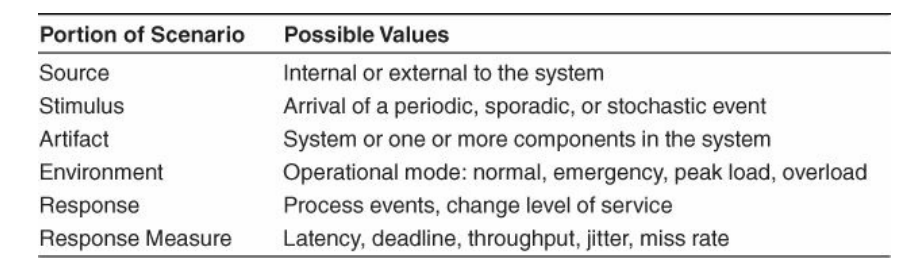 Portion of Scenario Possible Values
Source Internal or external to the system
Stimulus Arrival of a periodic, sporadic, or stochastic event
Artifact System or one or more components in the system
Environment Operational mode: normal, emergency, peak load, overload
Response Process events, change level of service
Response Measure Latency, deadline, throughput, jitter, miss rate